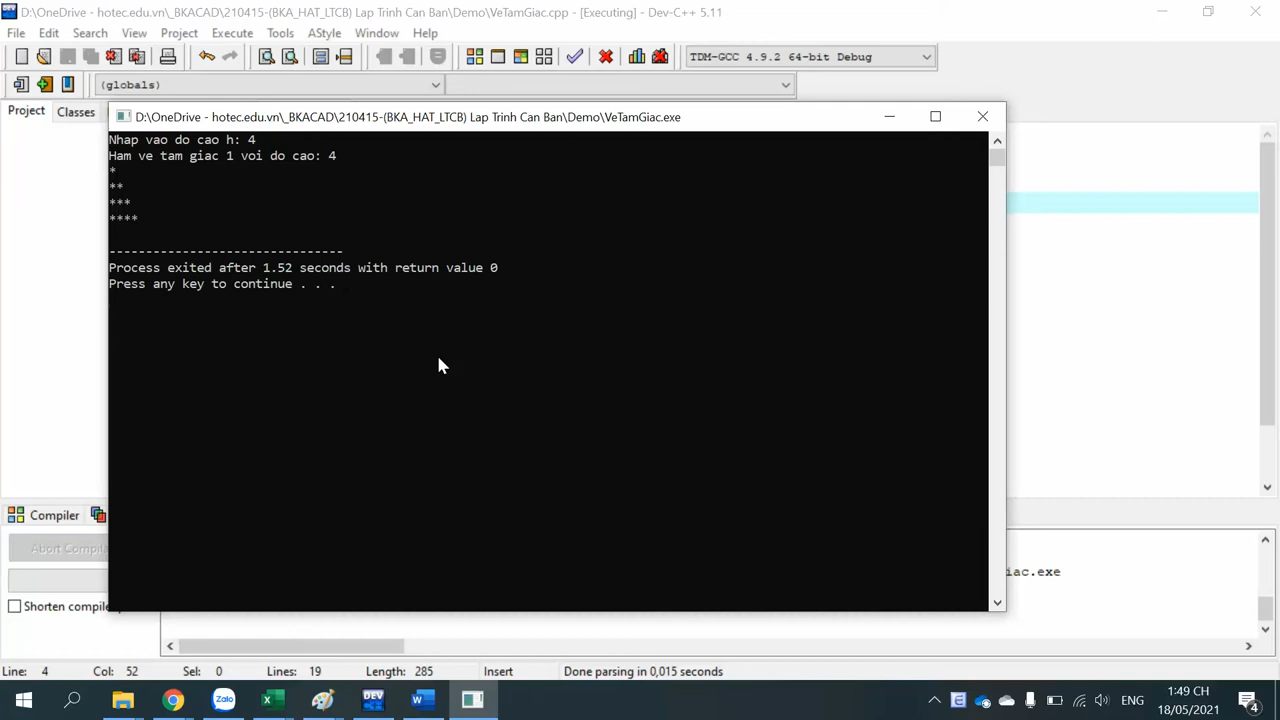 D:\OneDrive - hotec.edu.vn\_BKACAD\210415-(BKA_HAT_LTCB) Lap Trinh Can Ban\Demo\VeTamGiac.cpp - [Executing] - Dev-C++ 5.11
File Edit Search View Project Execute Tools AStyle Window Help
TDM-GCC 4.9.2 64-bit Debug
(globals)
Project Classes
D:\OneDrive - hotec.edu.vn\_BKACAD\210415-(BKA_HAT_LTCB) Lap Trinh Can Ban\Demo\VeTamGiac.exe
Nhap vao do cao h: 4
Ham ve tam giac 1 voi do cao: 4
*
**
***
****
--------------------------------
Process exited after 1.52 seconds with return value 0
Press any key to continue . . .
Compiler
Abort
iac.exe
Shorten
Line: 4 Col: 52 Sel: 0 Lines: 19 Length: 285 Insert Done parsing in 0,015 seconds
Zalo
DEV
ENG
1:49 CH
18/05/2021
4